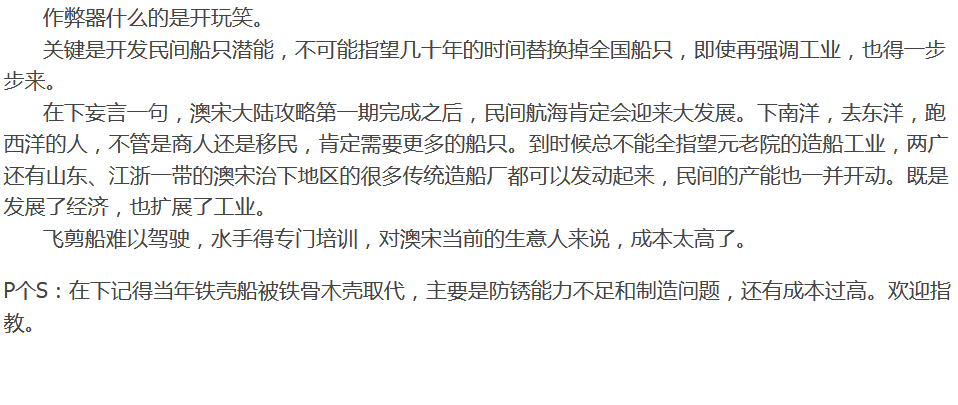 作弊器什么的是开玩笑。
关键是开发民间船只潜能，不可能指望几十年的时间替换掉全国船只，即使再强调工业，也得一步
步来。
在下妄言一句，澳宋大陆攻略第一期完成之后，民间航海肯定会迎来大发展。下南洋，去东洋，跑
西洋的人，不管是商人还是移民，肯定需要更多的船只。到时候总不能全指望元老院的造船工业，两广
还有山东、江浙一带的澳宋治下地区的很多传统造船厂都可以发动起来，民间的产能也一并开动。既是
发展了经济，也扩展了工业。
飞剪船难以驾驶，水手得专门培训，对澳宋当前的生意人来说，成本太高了。
P个S：在下记得当年铁壳船被铁骨木壳取代，主要是防锈能力不足和制造问题，还有成本过高。欢迎指
教。